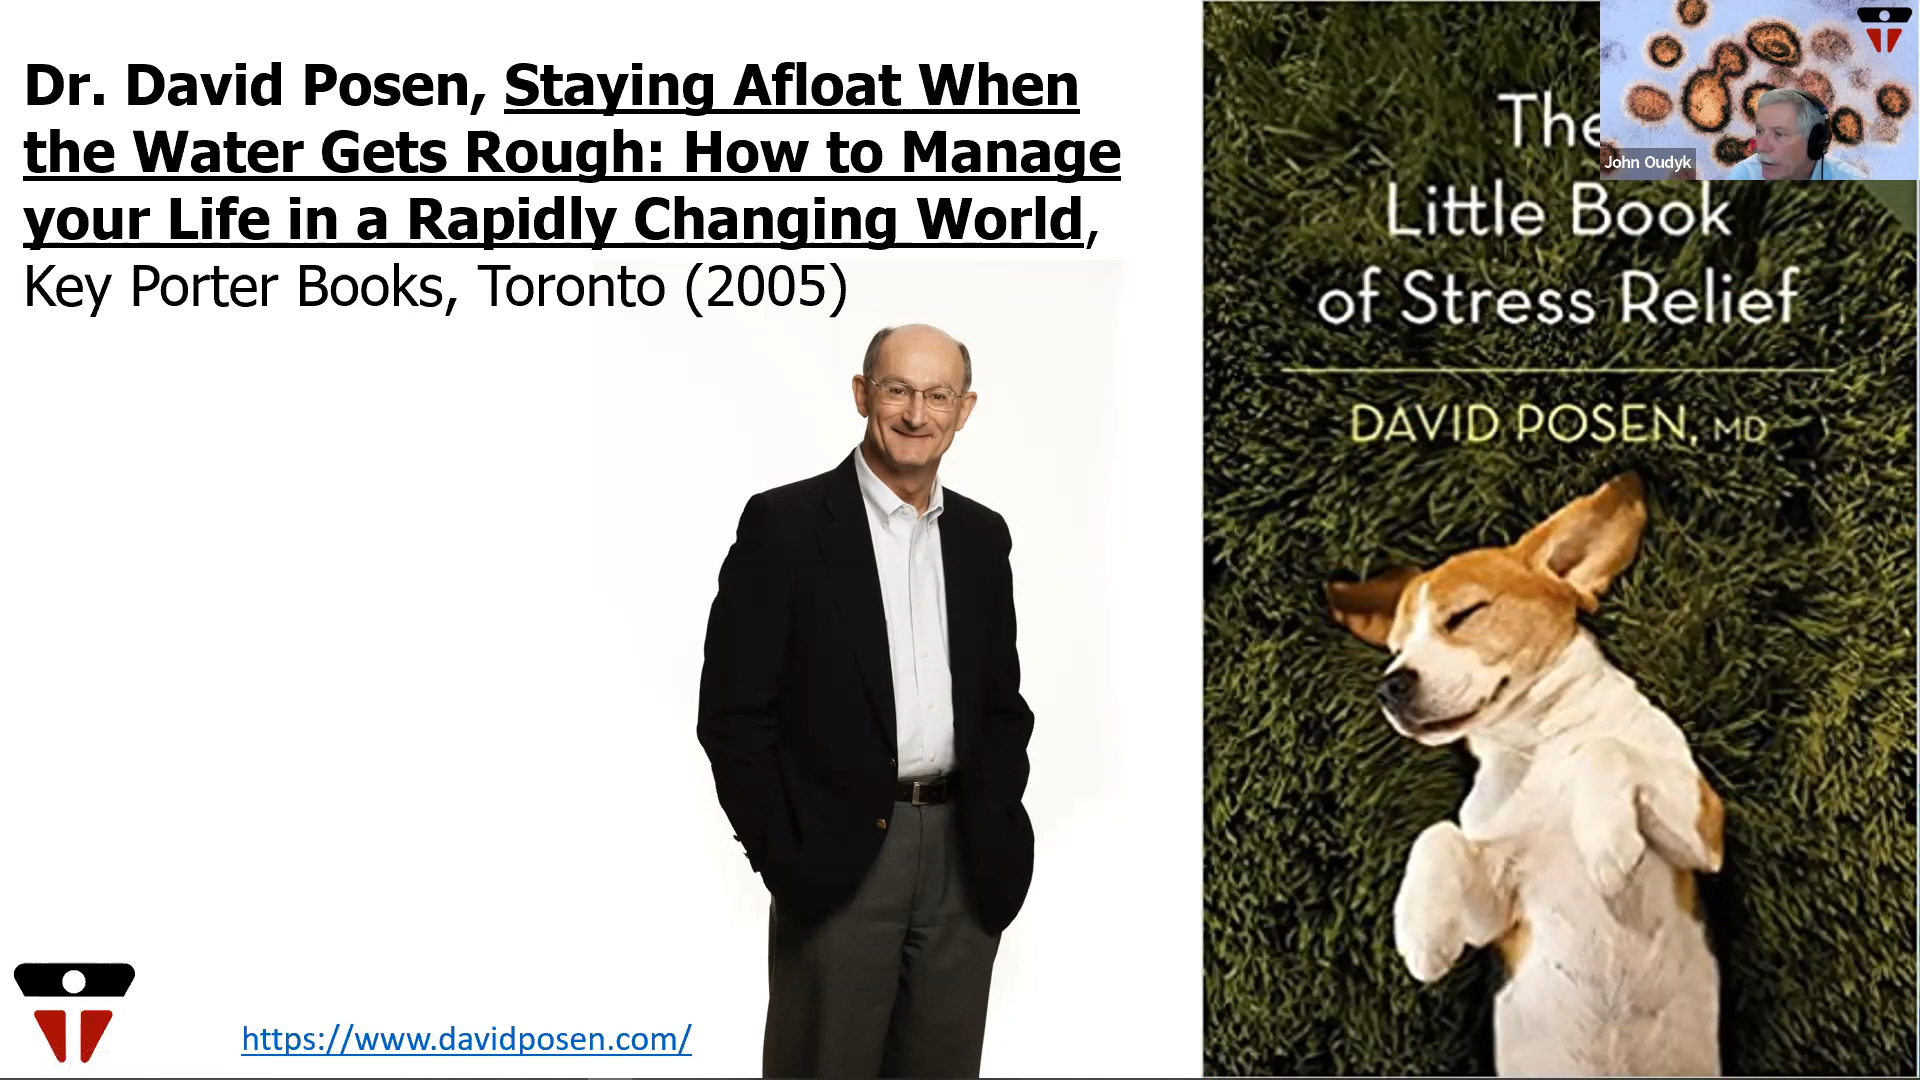 Dr. David Posen, Staying Afloat When
the Water Gets Rough: How to Manage
your Life in a Rapidly Changing World,
Key Porter Books, Toronto (2005)
https://www.davidposen.com/
The
Little Book
of Stress Relief
DAVID POSEN, MD
John Oudyk